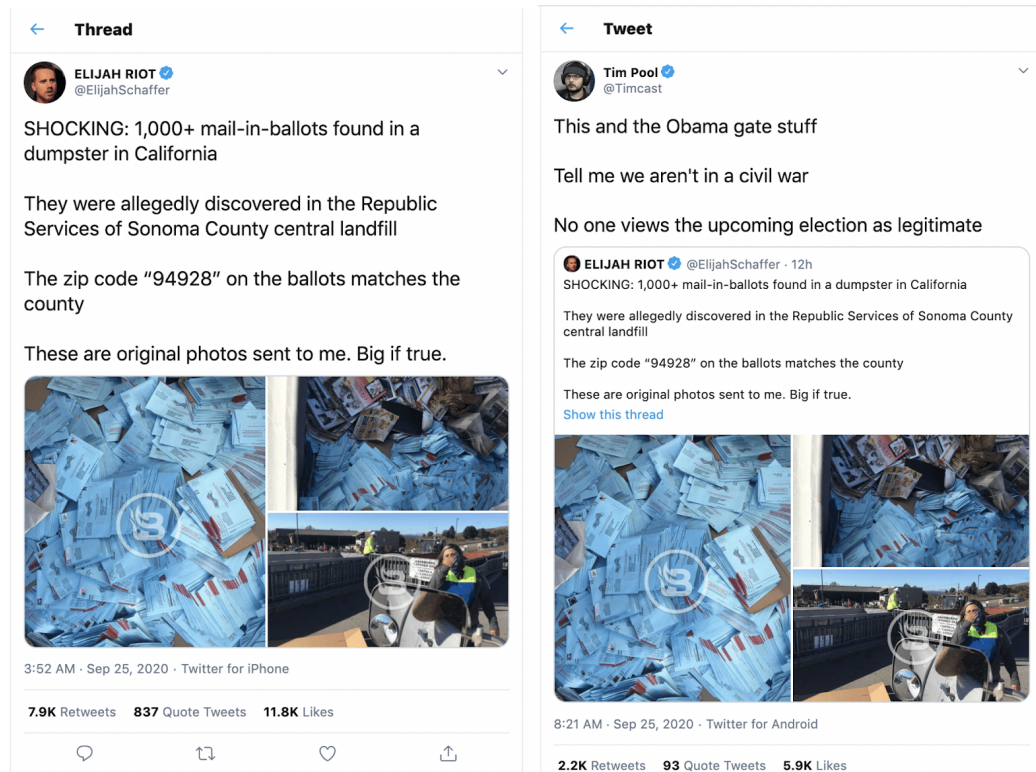 Thread
ELIJAH RIOT
@ElijahSchaffer
SHOCKING: 1,000+ mail-in-ballots found in a
dumpster in California
They were allegedly discovered in the Republic
Services of Sonoma County central landfill
The zip code “94928” on the ballots matches the
county
These are original photos sent to me. Big if true.
3:52 AM · Sep 25, 2020 · Twitter for iPhone
7.9K Retweets 837 Quote Tweets 11.8K Likes
Tweet
Tim Pool
@Timcast
This and the Obama gate stuff
Tell me we aren't in a civil war
No one views the upcoming election as legitimate
ELIJAH RIOT @ElijahSchaffer · 12h
SHOCKING: 1,000+ mail-in-ballots found in a dumpster in California
They were allegedly discovered in the Republic Services of Sonoma County
central landfill
The zip code “94928” on the ballots matches the county
These are original photos sent to me. Big if true.
Show this thread
8:21 AM · Sep 25, 2020 · Twitter for Android
2.2K Retweets 93 Quote Tweets 5.9K Likes